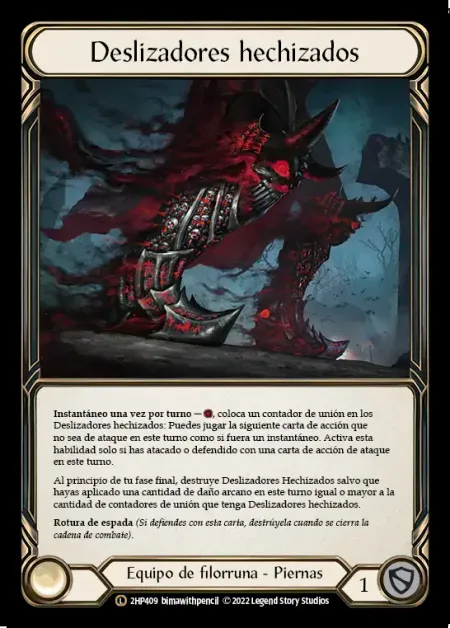 Deslizadores hechizados
Instantáneo una vez por turno — , coloca un contador de unión en los
Deslizadores hechizados: Puedes jugar la siguiente carta de acción que
no sea de ataque en este turno como si fuera un instantáneo. Activa esta
habilidad solo si has atacado o defendido con una carta de acción de ataque
en este turno.
Al principio de tu fase final, destruye Deslizadores Hechizados salvo que
hayas aplicado una cantidad de daño arcano en este turno igual o mayor a la
cantidad de contadores de unión que tenga Deslizadores hechizados.
Rotura de espada (Si defiendes con esta carta, destrúyela cuando se cierra la
cadena de combate).
Equipo de filorruna - Piernas
1
L 2HP409 bimawithpencil © 2022 Legend Story Studios